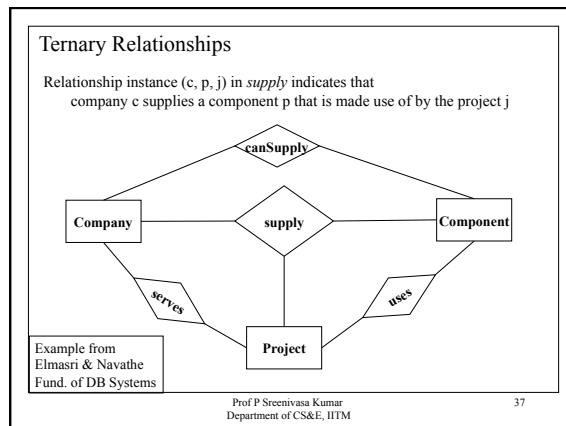 Ternary Relationships
Relationship instance (c, p, j) in supply indicates that
company c supplies a component p that is made use of by the project j
canSupply
Company
supply
Component
serves
uses
Project
Example from
Elmasri & Navathe
Fund. of DB Systems
Prof P Sreenivasa Kumar
Department of CS&E, IITM
37